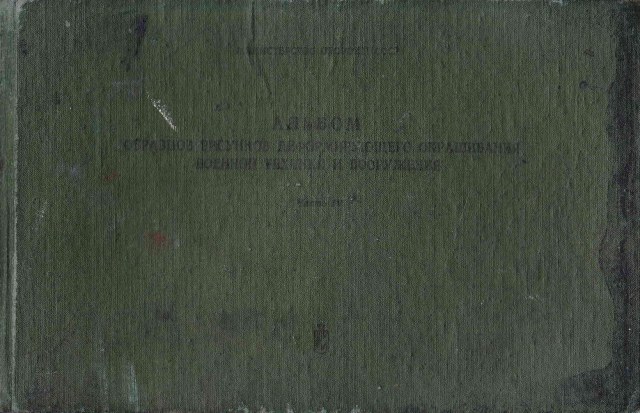 МИНИСТЕРСТВО ОБОРОНЫ СССР
АЛЬБОМ
ОБРАЗЦОВ РИСУНКОВ ДЕФОРМИРУЮЩЕГО ОКРАШИВАНИЯ
ВОЕННОЙ ТЕХНИКИ И ВООРУЖЕНИЯ